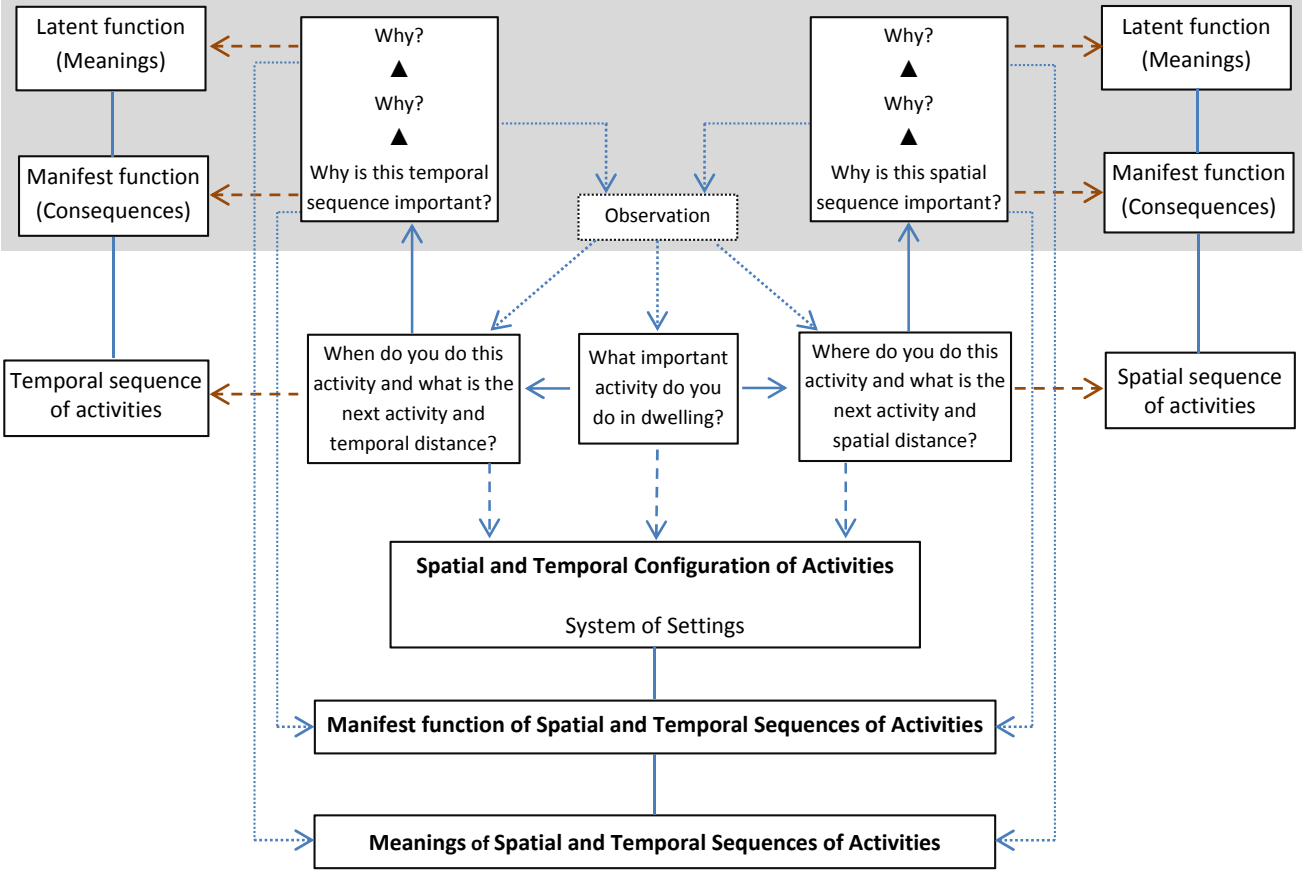 Latent function
(Meanings)
Why?
▲
Why?
▲
Why is this temporal
sequence important?
Why?
▲
Why?
▲
Why is this spatial
sequence important?
Latent function
(Meanings)
Manifest function
(Consequences)
Observation
Manifest function
(Consequences)
Temporal sequence
of activities
When do you do this
activity and what is the
next activity and
temporal distance?
What important
activity do you
do in dwelling?
Where do you do this
activity and what is the
next activity and
spatial distance?
Spatial sequence
of activities
Spatial and Temporal Configuration of Activities
System of Settings
Manifest function of Spatial and Temporal Sequences of Activities
Meanings of Spatial and Temporal Sequences of Activities